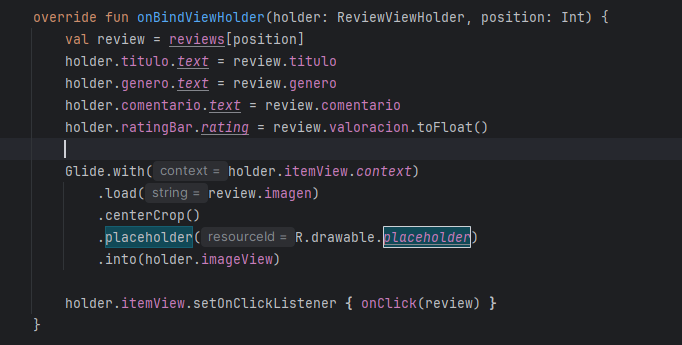 override fun onBindViewHolder(holder: ReviewViewHolder, position: Int) {
val review = reviews[position]
holder.titulo.text = review.titulo
holder.genero.text = review.genero
holder.comentario.text = review.comentario
holder.ratingBar.rating = review.valoracion.toFloat()
Glide.with( context = holder.itemView.context)
.load( string = review.imagen)
.centerCrop()
.placeholder( resourceId = R.drawable.placeholder)
.into(holder.imageView)
holder.itemView.setOnClickListener { onClick(review) }
}